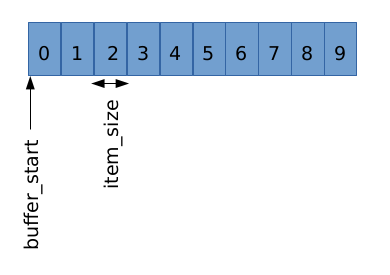 0 1 2 3 4 5 6 7 8 9
item_size
buffer_start